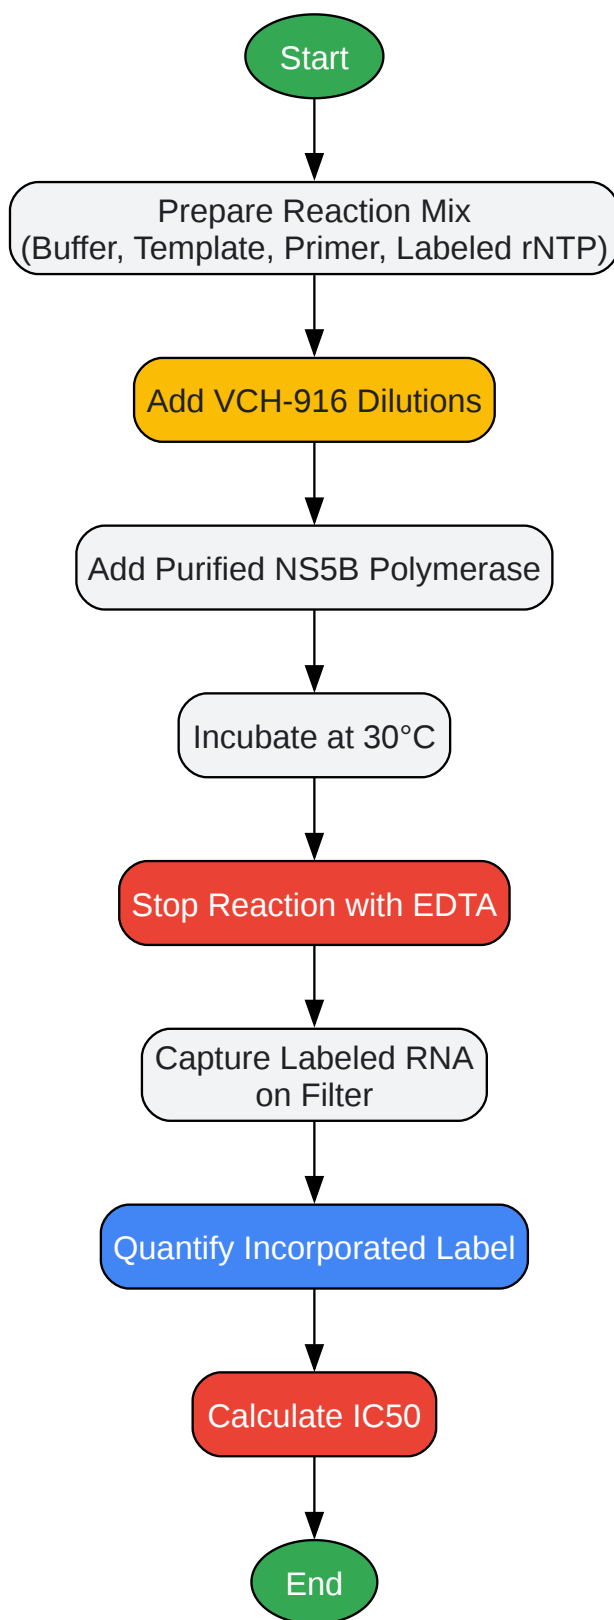 Start
Prepare Reaction Mix
(Buffer, Template, Primer, Labeled rNTP)
Add VCH-916 Dilutions
Add Purified NS5B Polymerase
Incubate at 30°C
Stop Reaction with EDTA
Capture Labeled RNA
on Filter
Quantify Incorporated Label
Calculate IC50
End